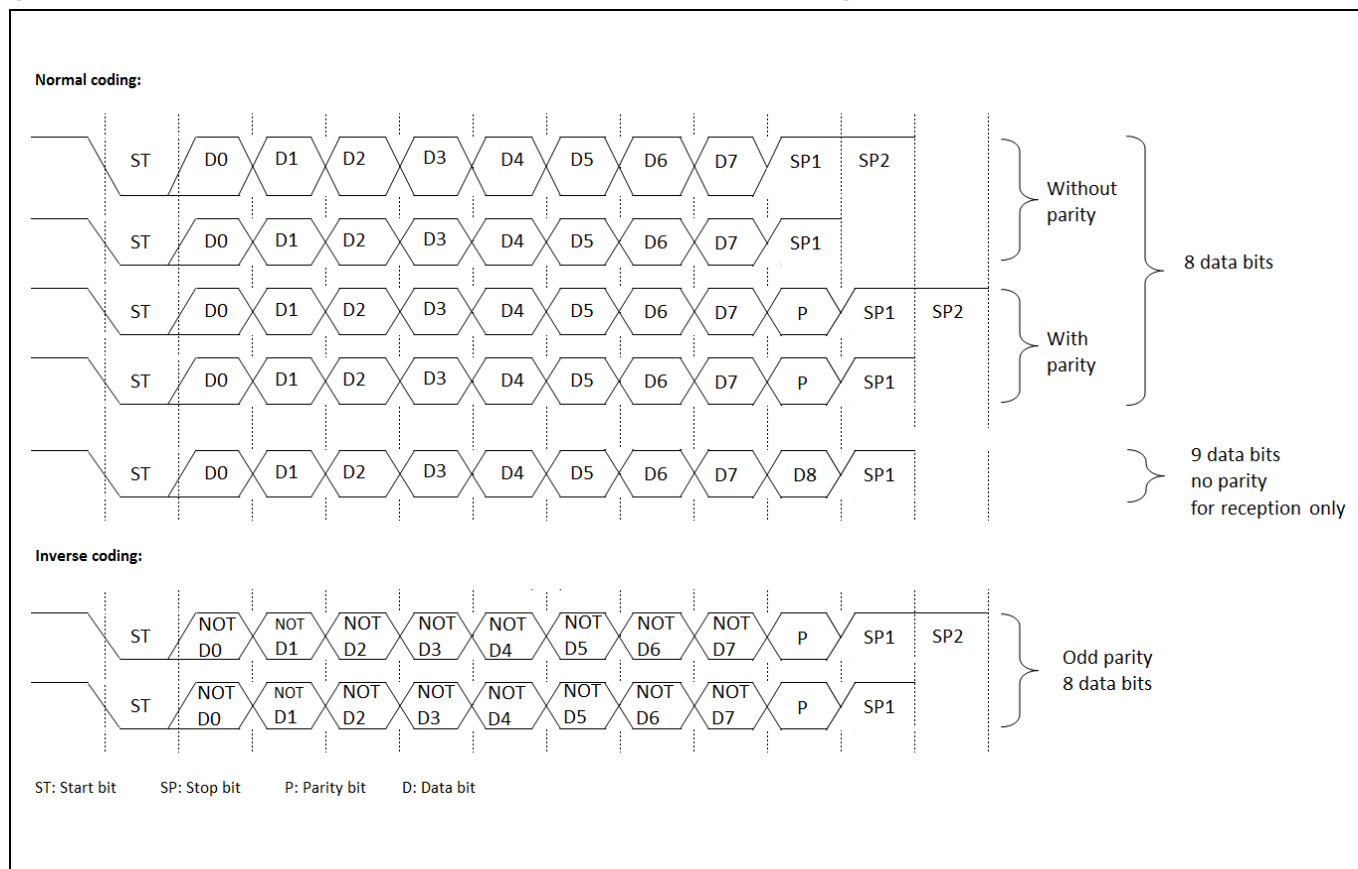 Normal coding:
ST D0 D1 D2 D3 D4 D5 D6 D7 SP1 SP2
Without
parity
ST D0 D1 D2 D3 D4 D5 D6 D7 SP1
8 data bits
ST D0 D1 D2 D3 D4 D5 D6 D7 P SP1 SP2
With
parity
ST D0 D1 D2 D3 D4 D5 D6 D7 P SP1
ST D0 D1 D2 D3 D4 D5 D6 D7 D8 SP1
9 data bits
no parity
for reception only
Inverse coding:
NOT NOT NOT NOT NOT NOT NOT NOT
ST D0 D1 D2 D3 D4 D5 D6 D7 P SP1 SP2
Odd parity
8 data bits
NOT NOT NOT NOT NOT NOT NOT NOT
ST D0 D1 D2 D3 D4 D5 D6 D7 P SP1
ST: Start bit SP: Stop bit P: Parity bit D: Data bit